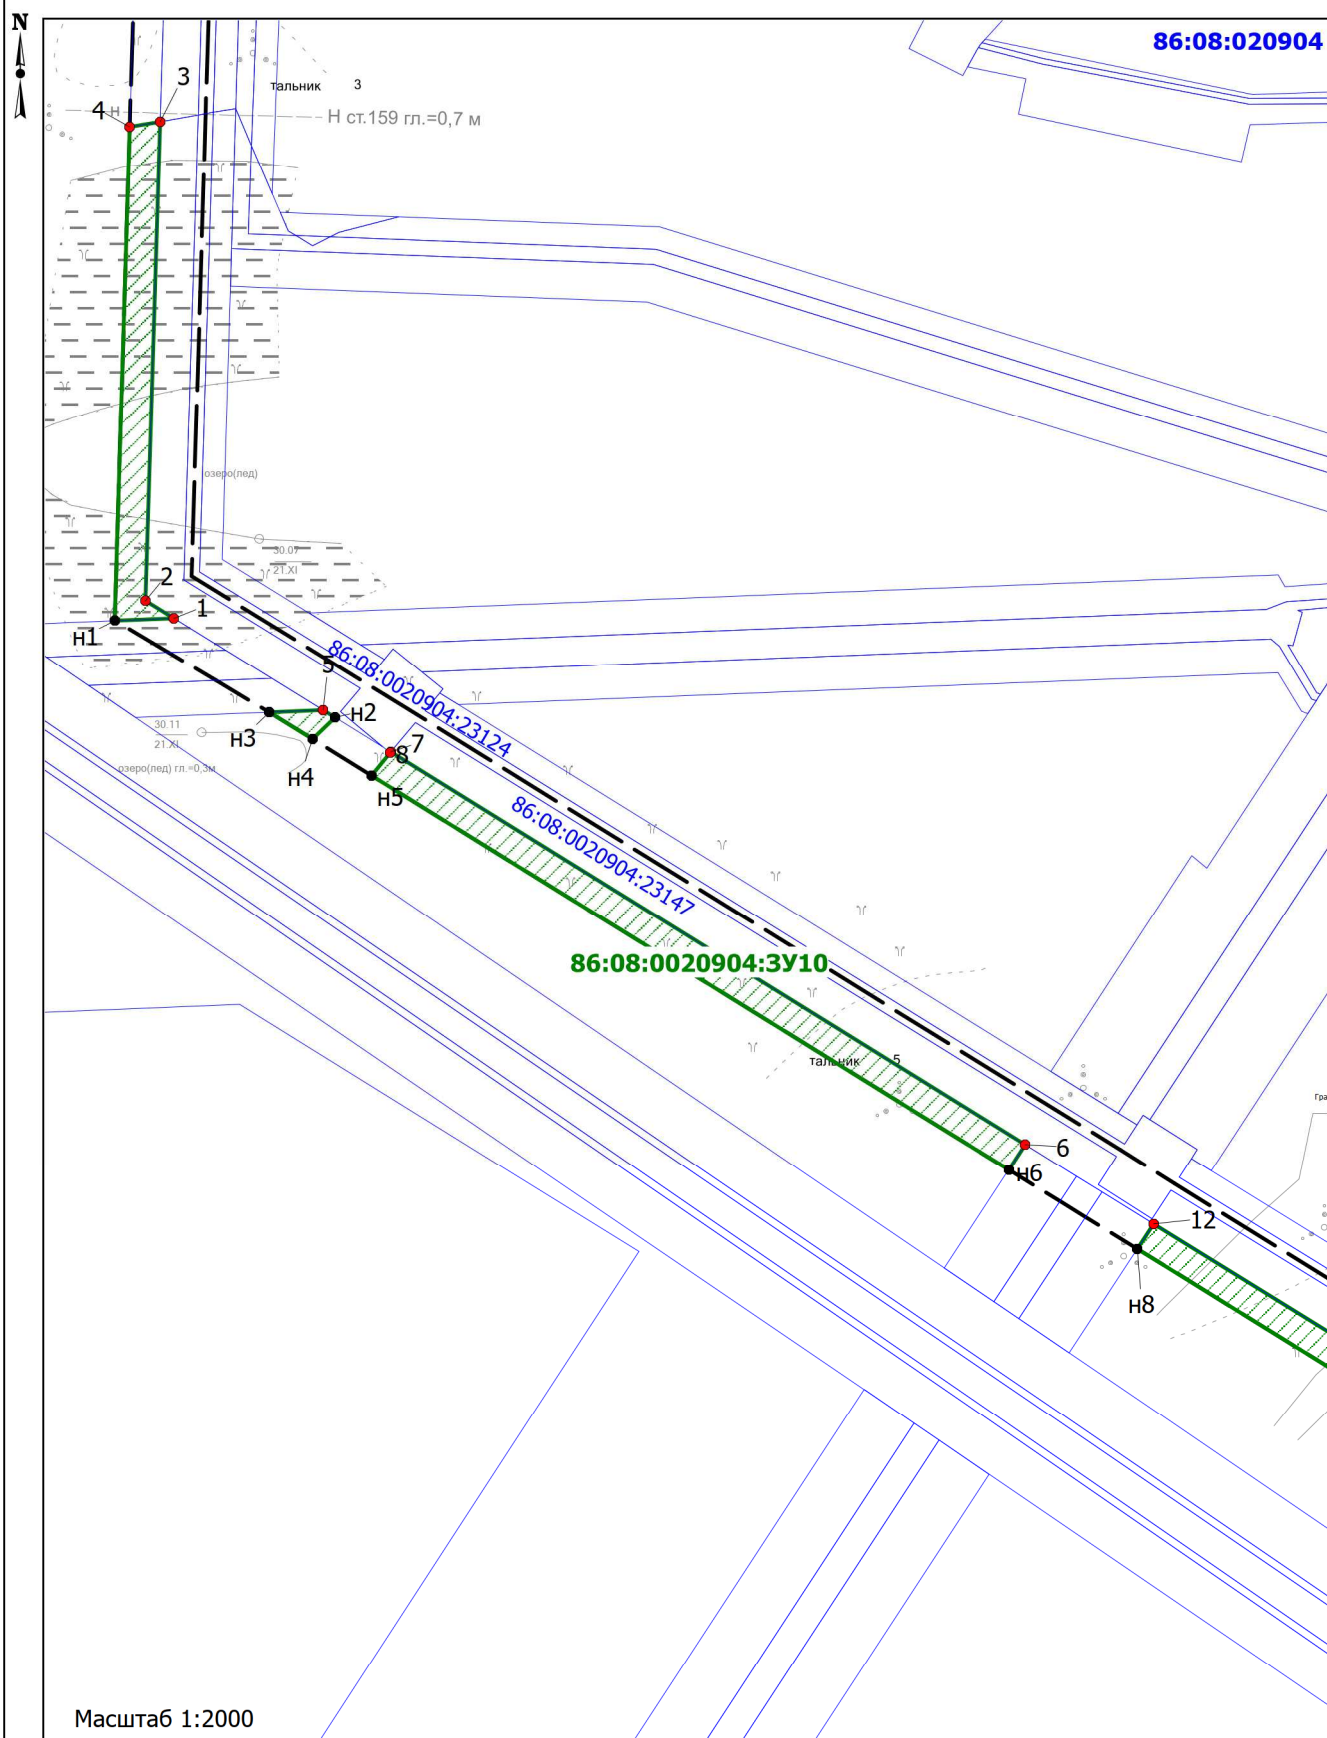 N
86:08:020904
3
тальник 3
4
Н
Н ст.159 гл.=0,7 м
озеро(лед)
30.07
21.XI
2
1
н1
86:08:0020904:23124
5
н2
30.11
21.XI
н3
7
8
озеро(лед) гл.=0,3м
н4
н5
86:08:0020904:23147
86:08:0020904:ЗУ10
тальник 5
Гра
6
н6
12
н8
Масштаб 1:2000